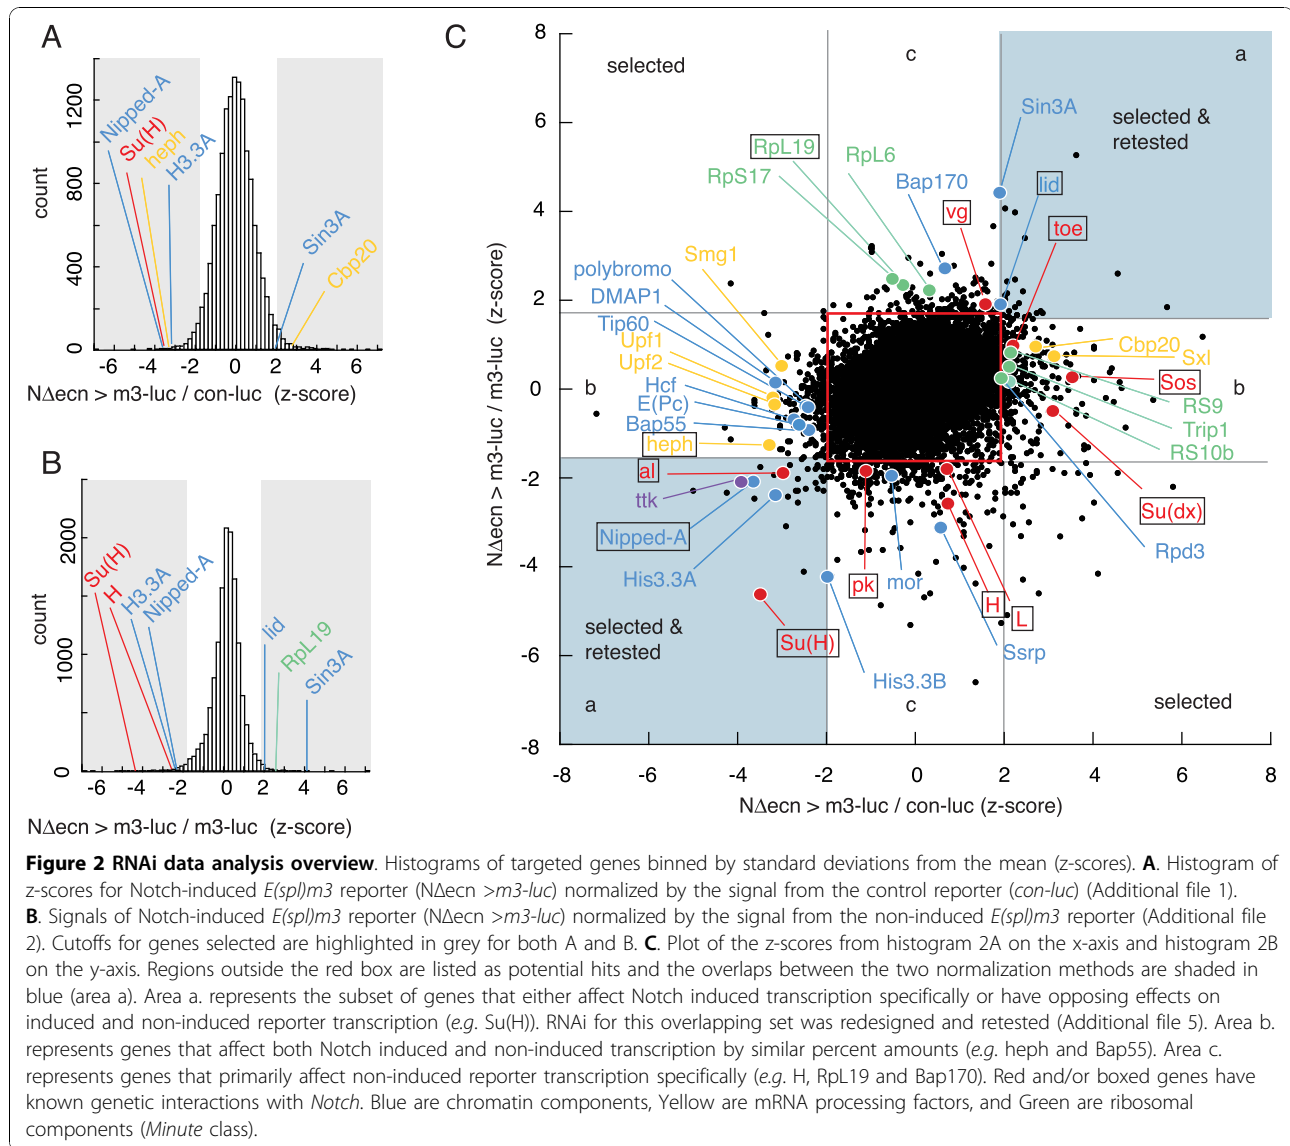 A
1200
800
400
0
count
Nipped-A
Su(H)
heph
H3.3A
Sin3A
Cbp20
-6 -4 -2 0 2 4 6
NΔecn > m3-luc / con-luc (z-score)
B
2000
1000
0
count
Su(H)
H
H3.3A
Nipped-A
lid
RpL19
Sin3A
-6 -4 -2 0 2 4 6
NΔecn > m3-luc / m3-luc (z-score)
C
8
6
4
2
0
-2
-4
-6
-8
NΔecn > m3-luc / m3-luc (z-score)
selected
c
a
selected &
retested
Sin3A
RpL19
RpL6
RpS17
Bap170
lid
vg
toe
Smg1
polybromo
DMAP1
Tip60
Upf1
Upf2
Hcf
E(Pc)
Bap55
heph
al
ttk
Nipped-A
His3.3A
b
Cbp20
Sxl
Sos
b
RS9
Trip1
RS10b
Su(dx)
Rpd3
pk
mor
H
L
Su(H)
Ssrp
His3.3B
selected &
retested
a
c
selected
-8 -6 -4 -2 0 2 4 6 8
NΔecn > m3-luc / con-luc (z-score)
Figure 2 RNAi data analysis overview. Histograms of targeted genes binned by standard deviations from the mean (z-scores). A. Histogram of
z-scores for Notch-induced E(spl)m3 reporter (NΔecn >m3-luc) normalized by the signal from the control reporter (con-luc) (Additional file 1).
B. Signals of Notch-induced E(spl)m3 reporter (NΔecn >m3-luc) normalized by the signal from the non-induced E(spl)m3 reporter (Additional file
2). Cutoffs for genes selected are highlighted in grey for both A and B. C. Plot of the z-scores from histogram 2A on the x-axis and histogram 2B
on the y-axis. Regions outside the red box are listed as potential hits and the overlaps between the two normalization methods are shaded in
blue (area a). Area a. represents the subset of genes that either affect Notch induced transcription specifically or have opposing effects on
induced and non-induced reporter transcription (e.g. Su(H)). RNAi for this overlapping set was redesigned and retested (Additional file 5). Area b.
represents genes that affect both Notch induced and non-induced transcription by similar percent amounts (e.g. heph and Bap55). Area c.
represents genes that primarily affect non-induced reporter transcription specifically (e.g. H, RpL19 and Bap170). Red and/or boxed genes have
known genetic interactions with Notch. Blue are chromatin components, Yellow are mRNA processing factors, and Green are ribosomal
components (Minute class).